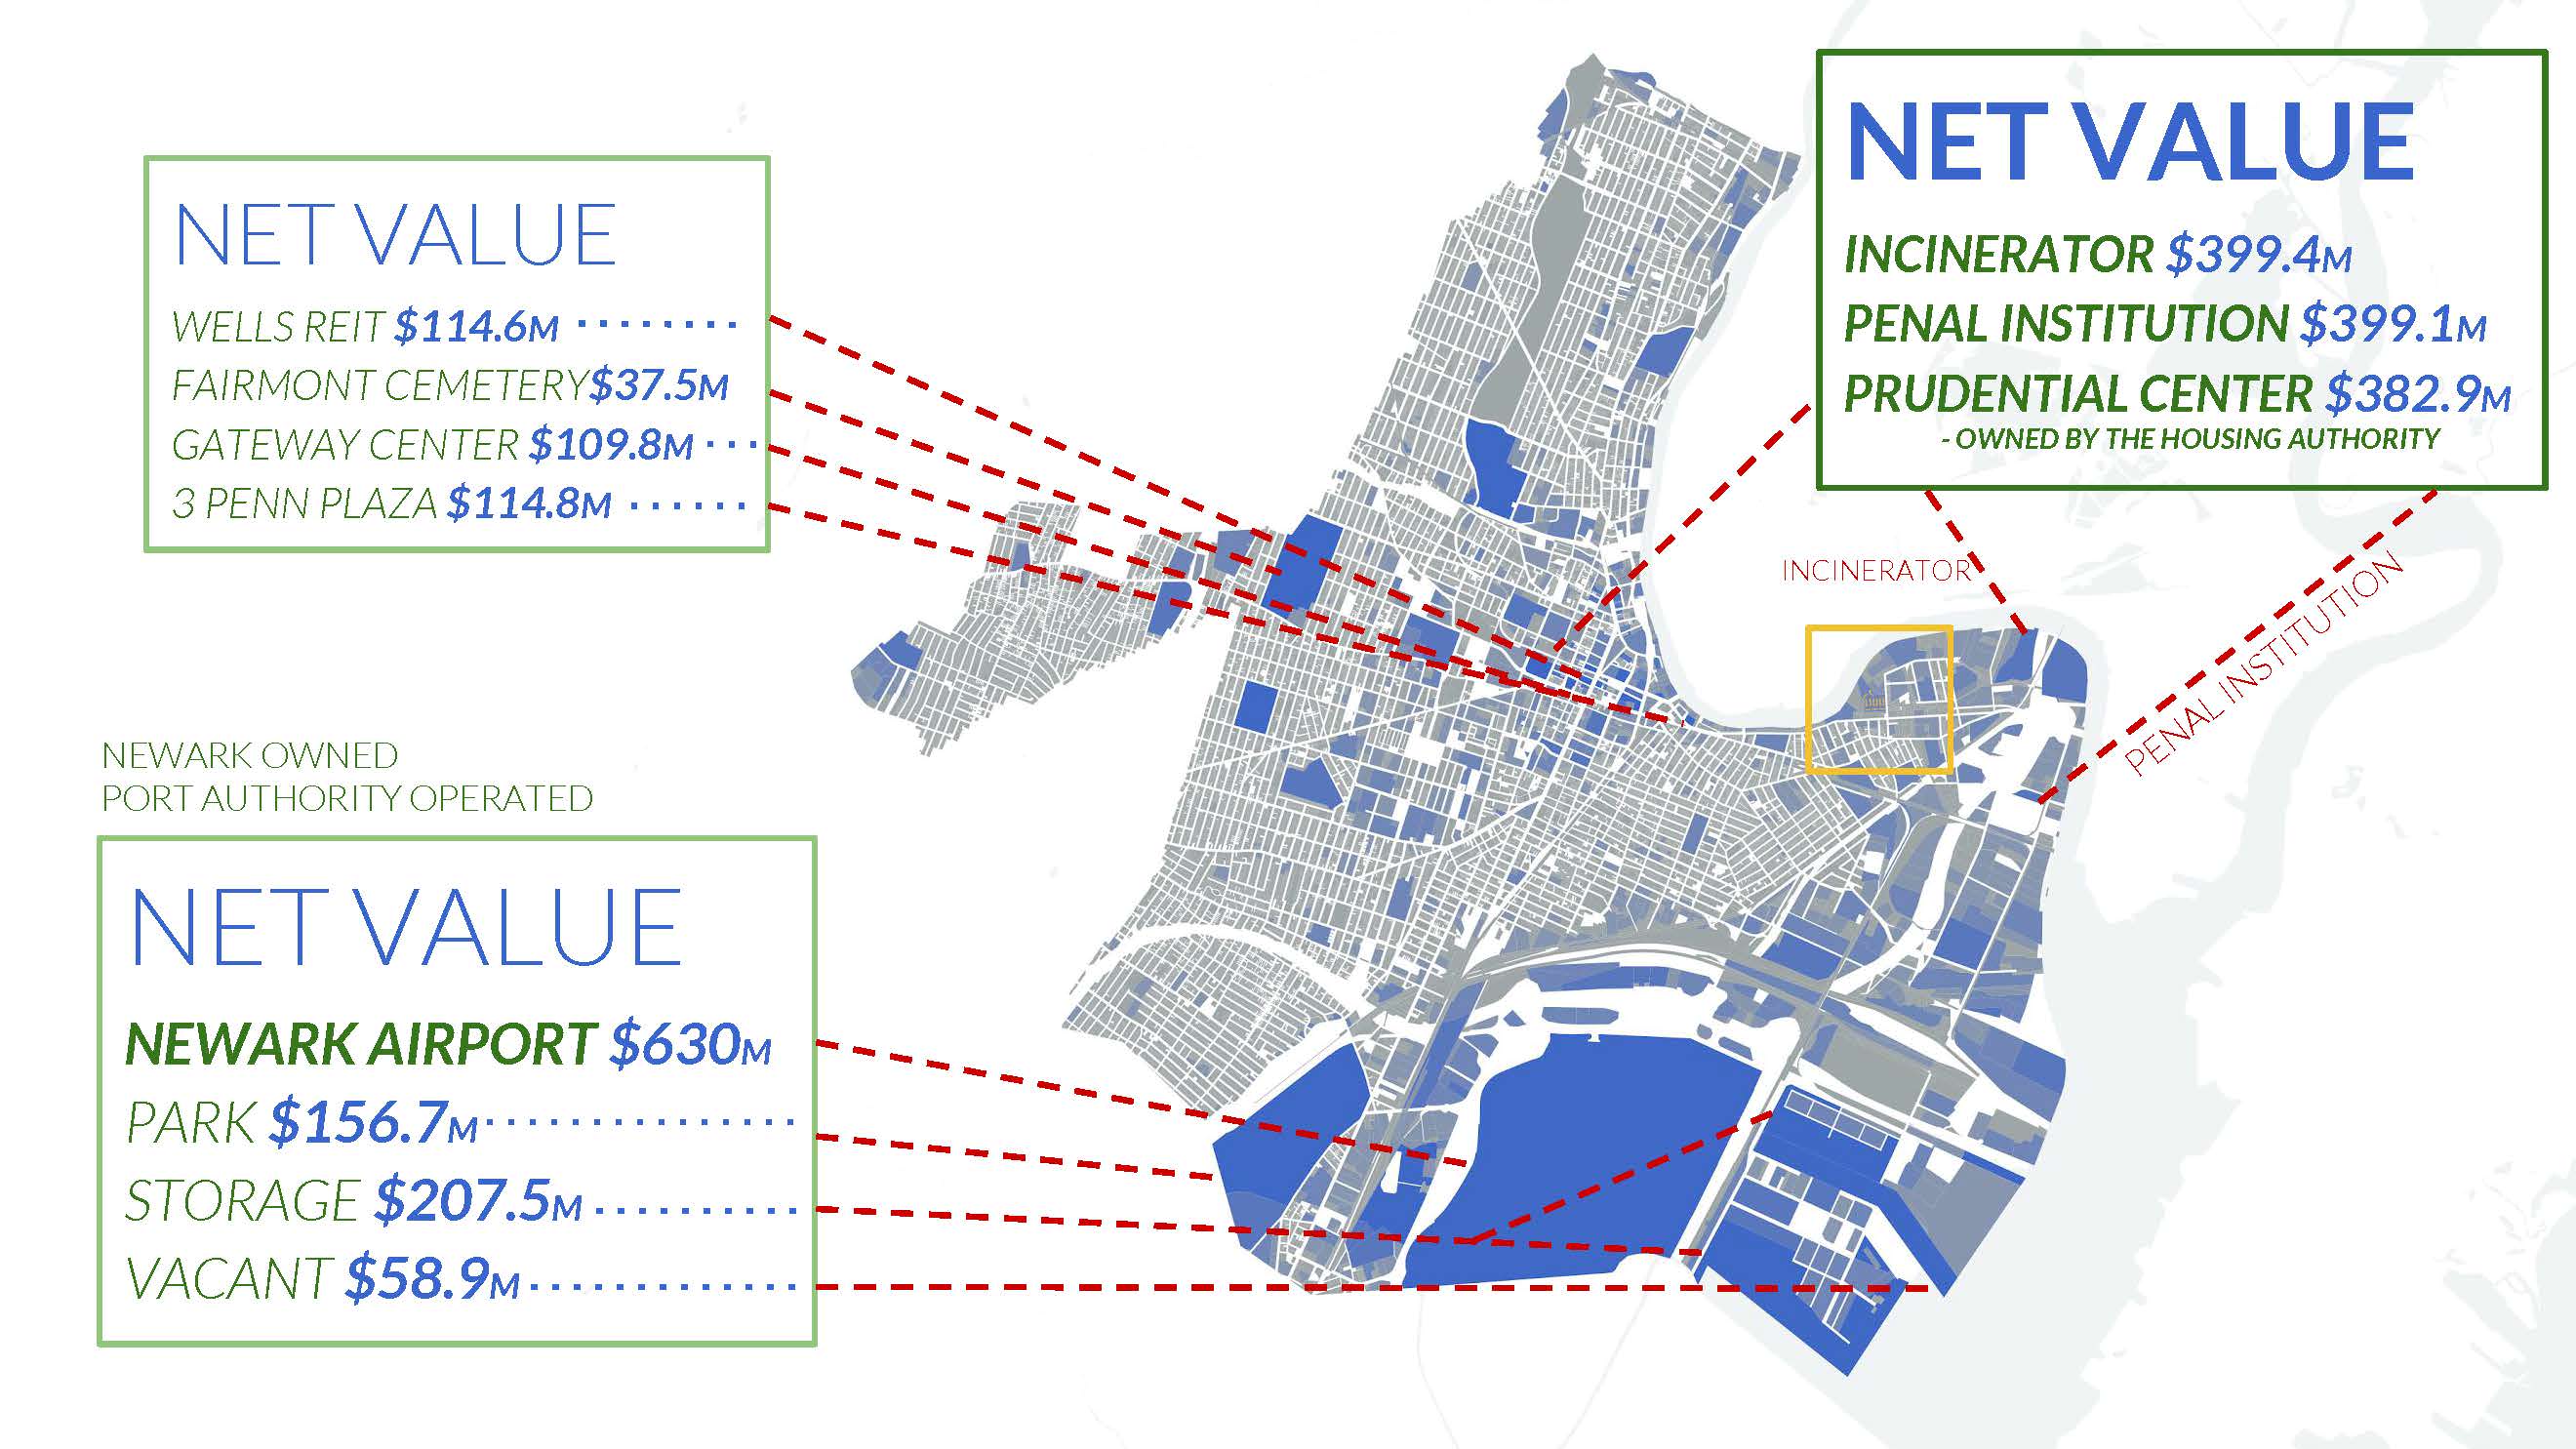 NET VALUE
WELLS REIT $114.6M ........
FAIRMONT CEMETERY$37.5M
GATEWAY CENTER $109.8M ...
3 PENN PLAZA $114.8M ......
NET VALUE
INCINERATOR $399.4M
PENAL INSTITUTION $399.1M
PRUDENTIAL CENTER $382.9M
- OWNED BY THE HOUSING AUTHORITY
INCINERATOR
PENAL INSTITUTION
NEWARK OWNED
PORT AUTHORITY OPERATED
NET VALUE
NEWARK AIRPORT $630M
PARK $156.7M...............
STORAGE $207.5M..........
VACANT $58.9M.............